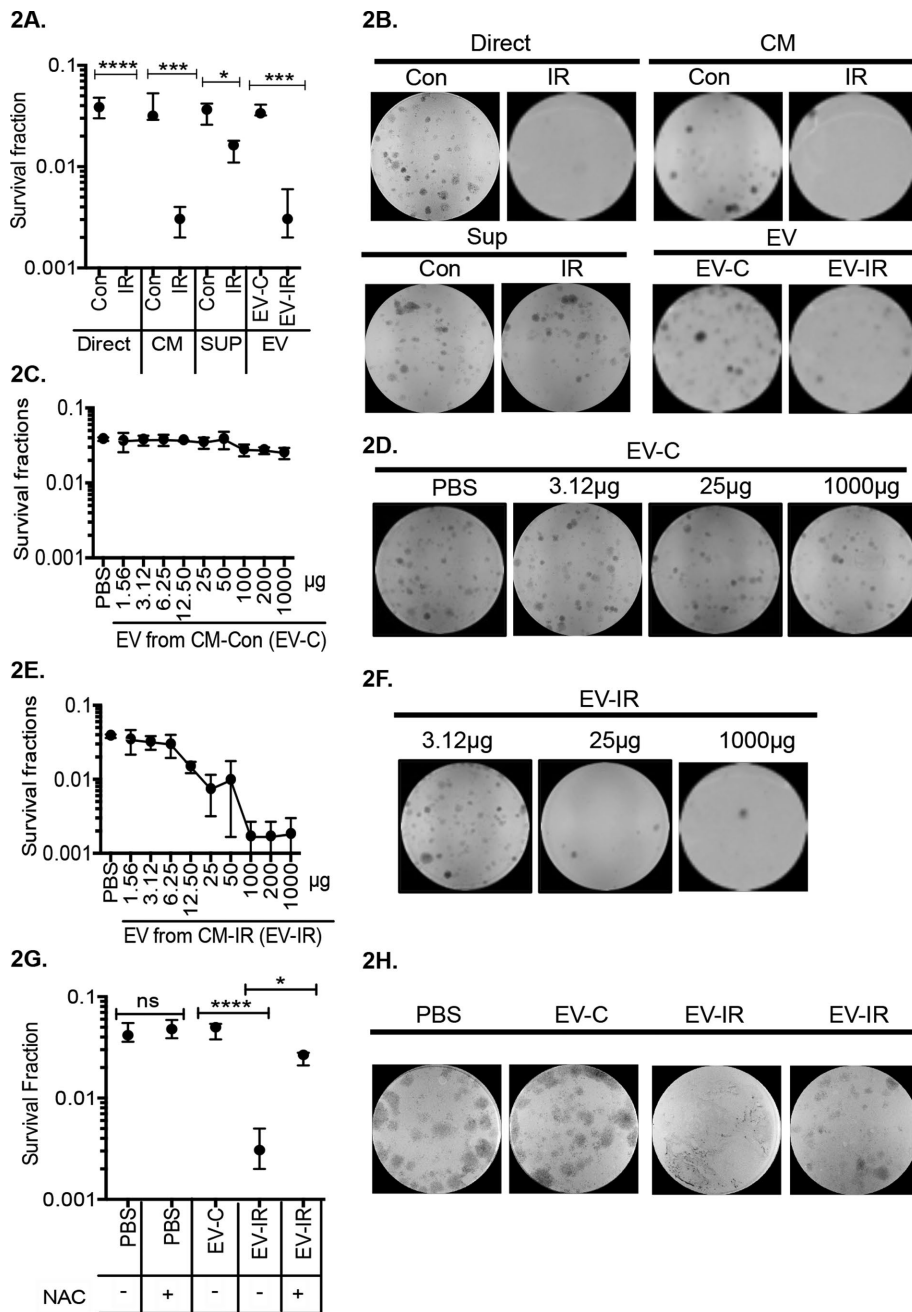 2A.
**** *** * ***
Survival fraction
0.1
0.01
0.001
Con IR Con IR Con IR EV-C EV-IR
Direct CM SUP EV
2B.
Direct CM
Con IR Con IR
Sup EV
Con IR EV-C EV-IR
2C.
Survival fractions
0.1
0.01
0.001
PBS 1.56 3.12 6.25 12.50 25 50 100 200 1000 µg
EV from CM-Con (EV-C)
2D.
EV-C
PBS 3.12µg 25µg 1000µg
2E.
Survival fractions
0.1
0.01
0.001
PBS 1.56 3.12 6.25 12.50 25 50 100 200 1000 µg
EV from CM-IR (EV-IR)
2F.
EV-IR
3.12µg 25µg 1000µg
2G.
ns **** *
Survival Fraction
0.1
0.01
0.001
PBS PBS EV-C EV-IR EV-IR
NAC - + - - +
2H.
PBS EV-C EV-IR EV-IR